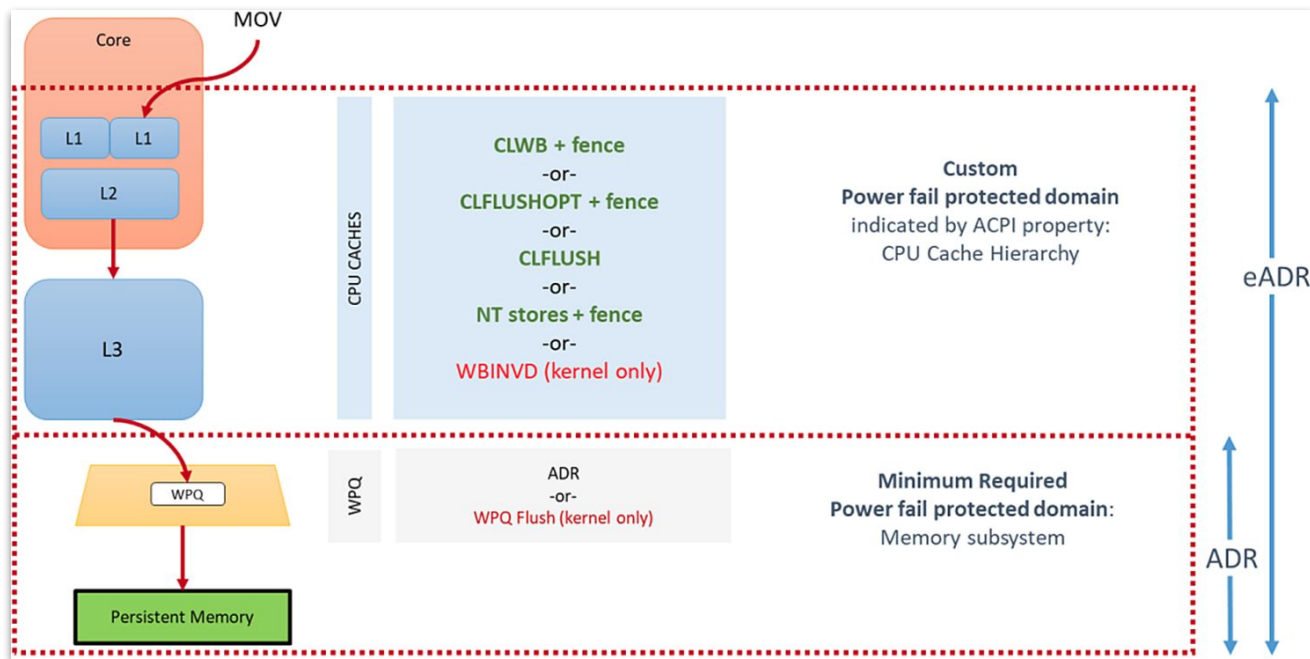 MOV
Core
L1
L1
L2
L3
CPU CACHES
CLWB + fence
-or-
CLFLUSHOPT + fence
-or-
CLFLUSH
-or-
NT stores + fence
-or-
WBINVD (kernel only)
Custom
Power fail protected domain
indicated by ACPI property:
CPU Cache Hierarchy
eADR
WPQ
WPQ
ADR
-or-
WPQ Flush (kernel only)
Minimum Required
Power fail protected domain:
Memory subsystem
ADR
Persistent Memory